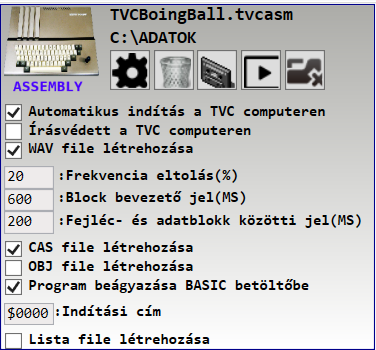 TVCBoingBall.tvcasm
C:\ADATOK
ASSEMBLY
Automatikus indítás a TVC computeren
Írásvédett a TVC computeren
WAV file létrehozása
20 :Frekvencia eltolás(%)
600 :Block bevezető jel(MS)
200 :Fejléc- és adatblokk közötti jel(MS)
CAS file létrehozása
OBJ file létrehozása
Program beágyazása BASIC betöltőbe
$0000 :Indítási cím
Lista file létrehozása